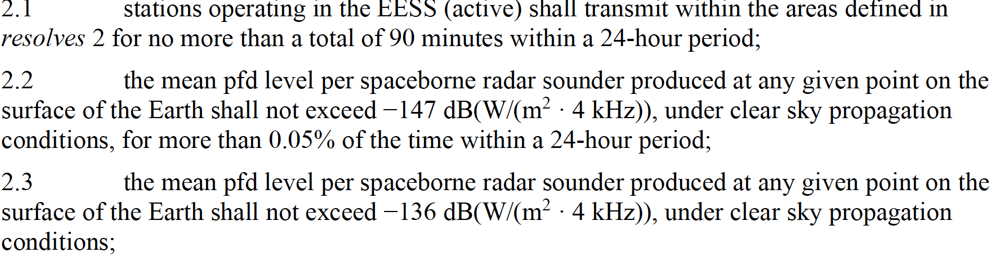 2.1 stations operating in the EESS (active) shall transmit within the areas defined in
resolves 2 for no more than a total of 90 minutes within a 24-hour period;
2.2 the mean pfd level per spaceborne radar sounder produced at any given point on the
surface of the Earth shall not exceed −147 dB(W/(m² · 4 kHz)), under clear sky propagation
conditions, for more than 0.05% of the time within a 24-hour period;
2.3 the mean pfd level per spaceborne radar sounder produced at any given point on the
surface of the Earth shall not exceed −136 dB(W/(m² · 4 kHz)), under clear sky propagation
conditions;